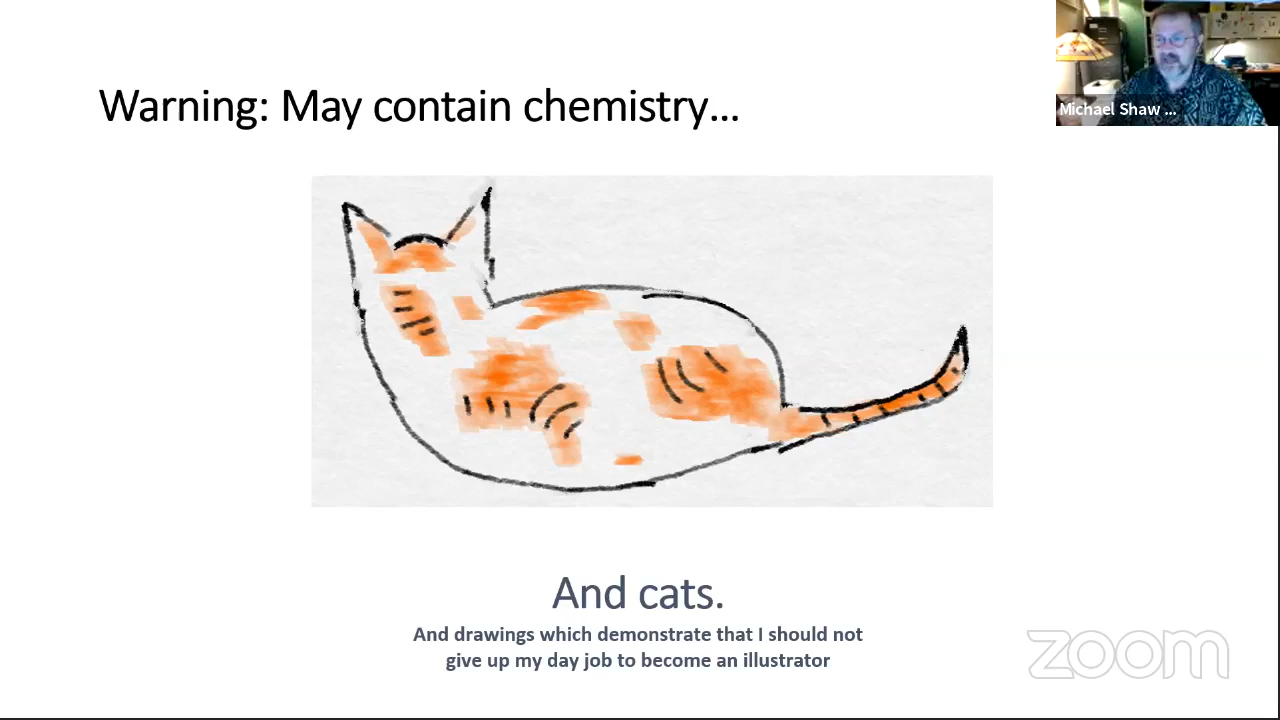 Warning: May contain chemistry…
Michael Shaw ...
And cats.
And drawings which demonstrate that I should not
give up my day job to become an illustrator
zoom